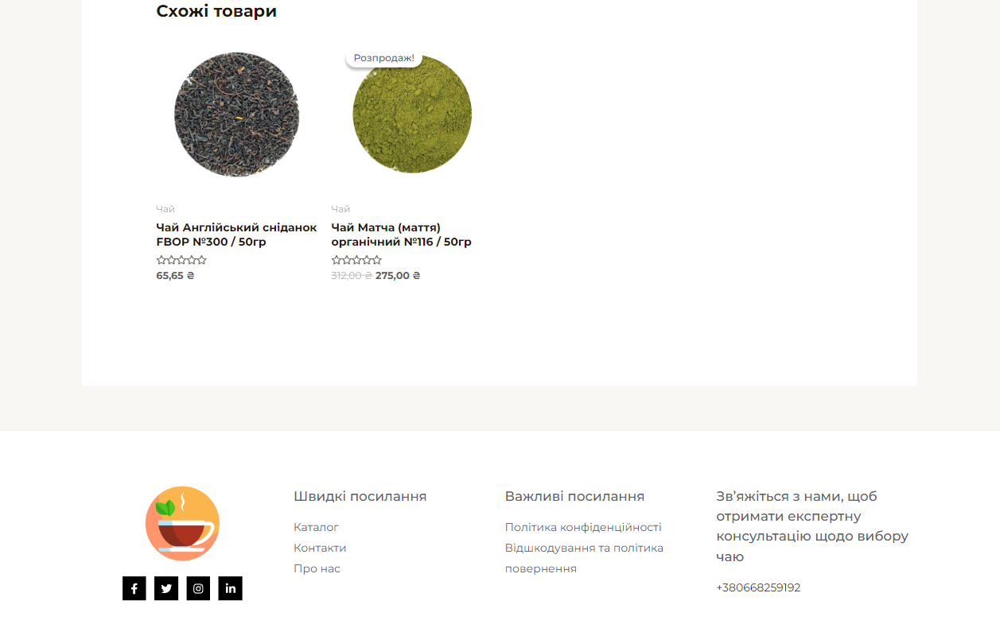 Схожі товари
Розпродаж!
Чай
Чай Англійський сніданок
FBOP №300 / 50гр
65,65 ₴
Чай
Чай Матча (маття)
органічний №116 / 50гр
312,00 ₴ 275,00 ₴
Швидкі посилання
Каталог
Контакти
Про нас
Важливі посилання
Політика конфіденційності
Відшкодування та політика
повернення
Зв’яжіться з нами, щоб
отримати експертну
консультацію щодо вибору
чаю
+380668259192